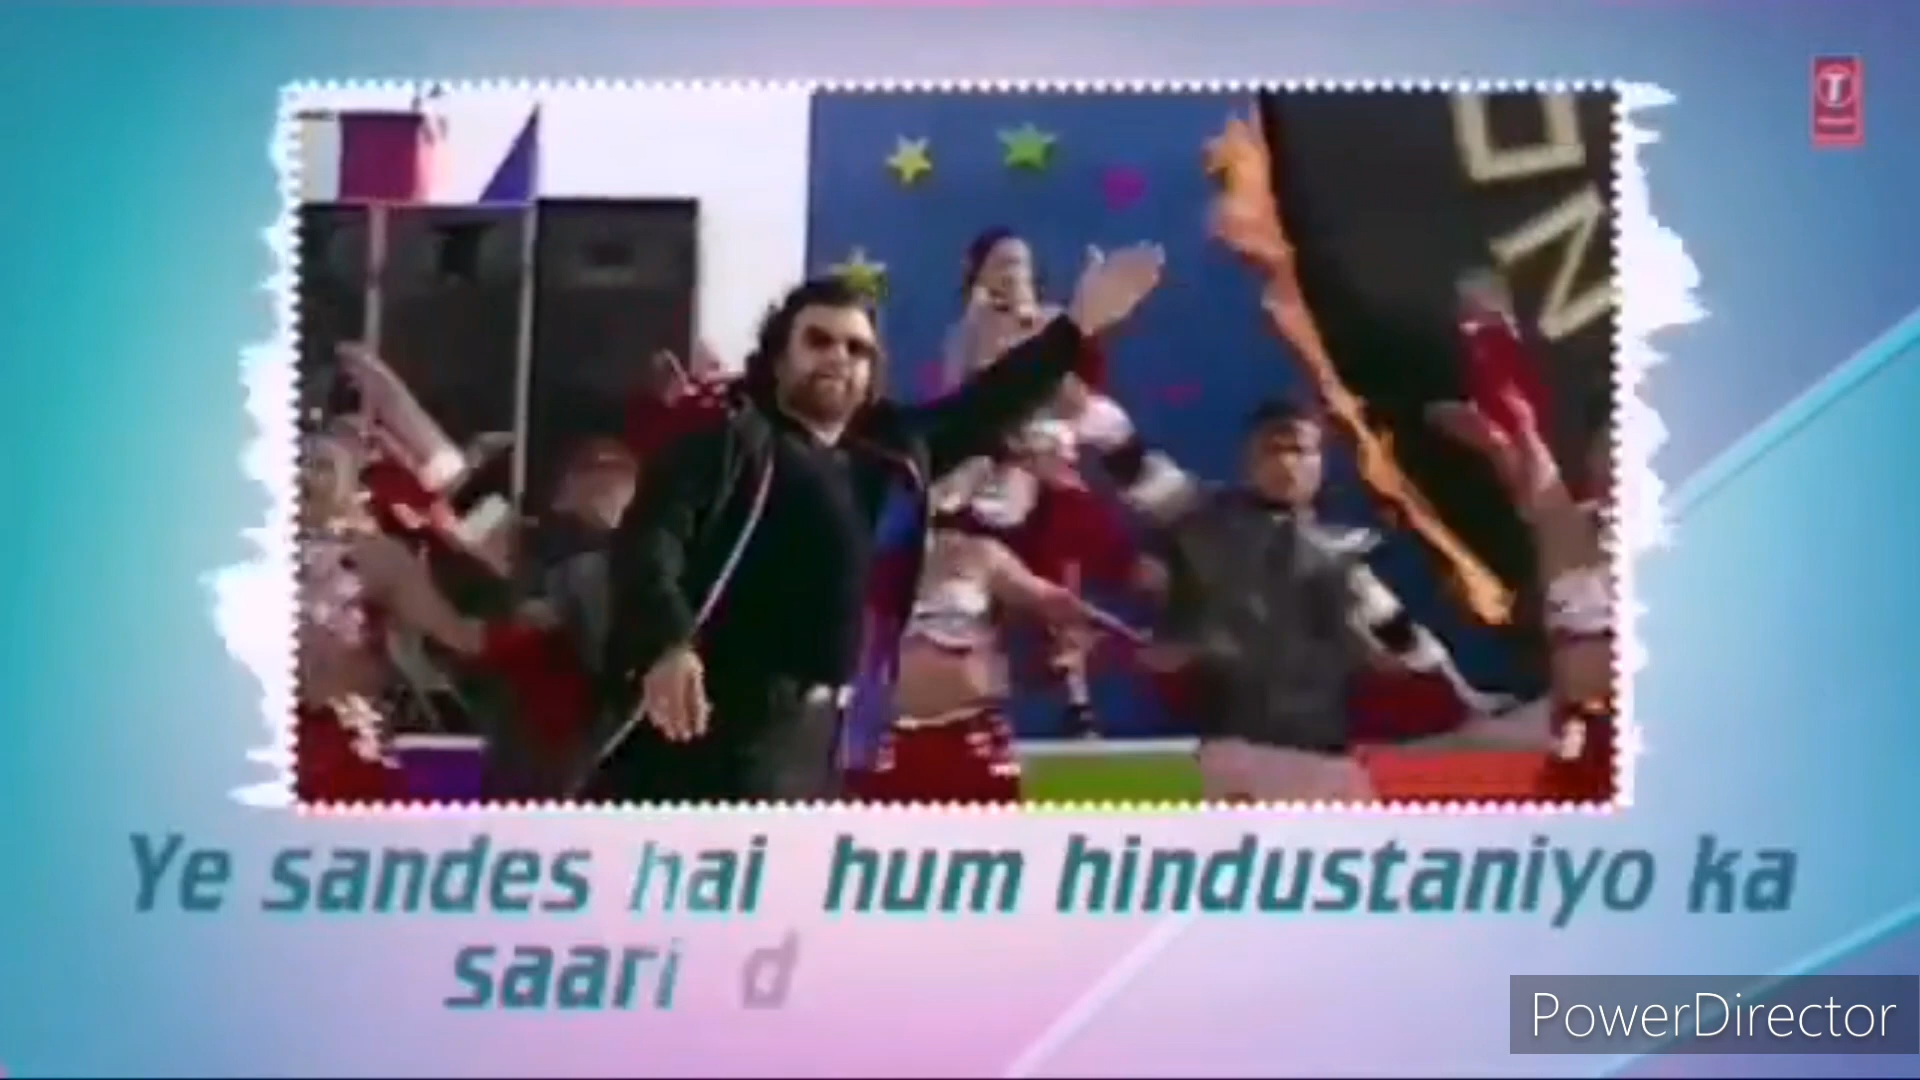 Ye sandes hai hum hindustaniyo ka
saari d
PowerDirector